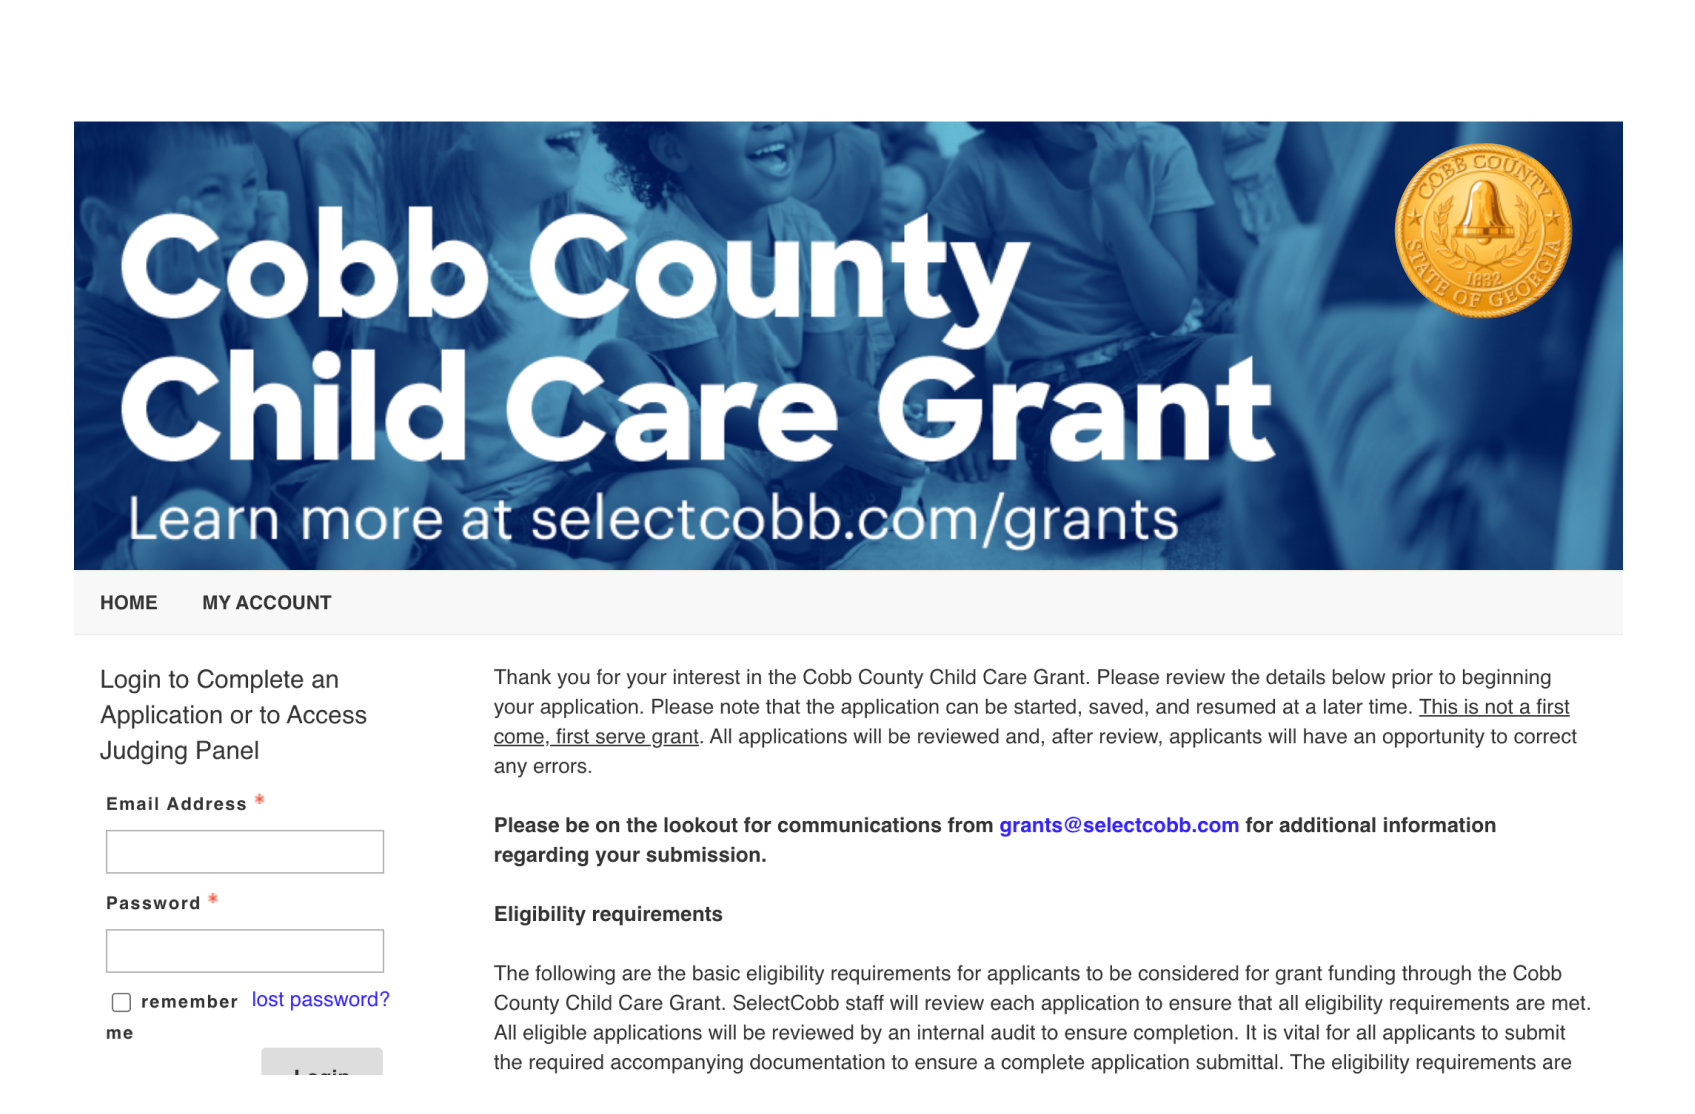 Cobb County
Child Care Grant
Learn more at selectcobb.com/grants
COBB COUNTY
1832
STATE OF GEORGIA
HOME MY ACCOUNT
Login to Complete an
Application or to Access
Judging Panel
Email Address *
Password *
remember lost password?
me
Login
Thank you for your interest in the Cobb County Child Care Grant. Please review the details below prior to beginning
your application. Please note that the application can be started, saved, and resumed at a later time. This is not a first
come, first serve grant. All applications will be reviewed and, after review, applicants will have an opportunity to correct
any errors.
Please be on the lookout for communications from grants@selectcobb.com for additional information
regarding your submission.
Eligibility requirements
The following are the basic eligibility requirements for applicants to be considered for grant funding through the Cobb
County Child Care Grant. SelectCobb staff will review each application to ensure that all eligibility requirements are met.
All eligible applications will be reviewed by an internal audit to ensure completion. It is vital for all applicants to submit
the required accompanying documentation to ensure a complete application submittal. The eligibility requirements are